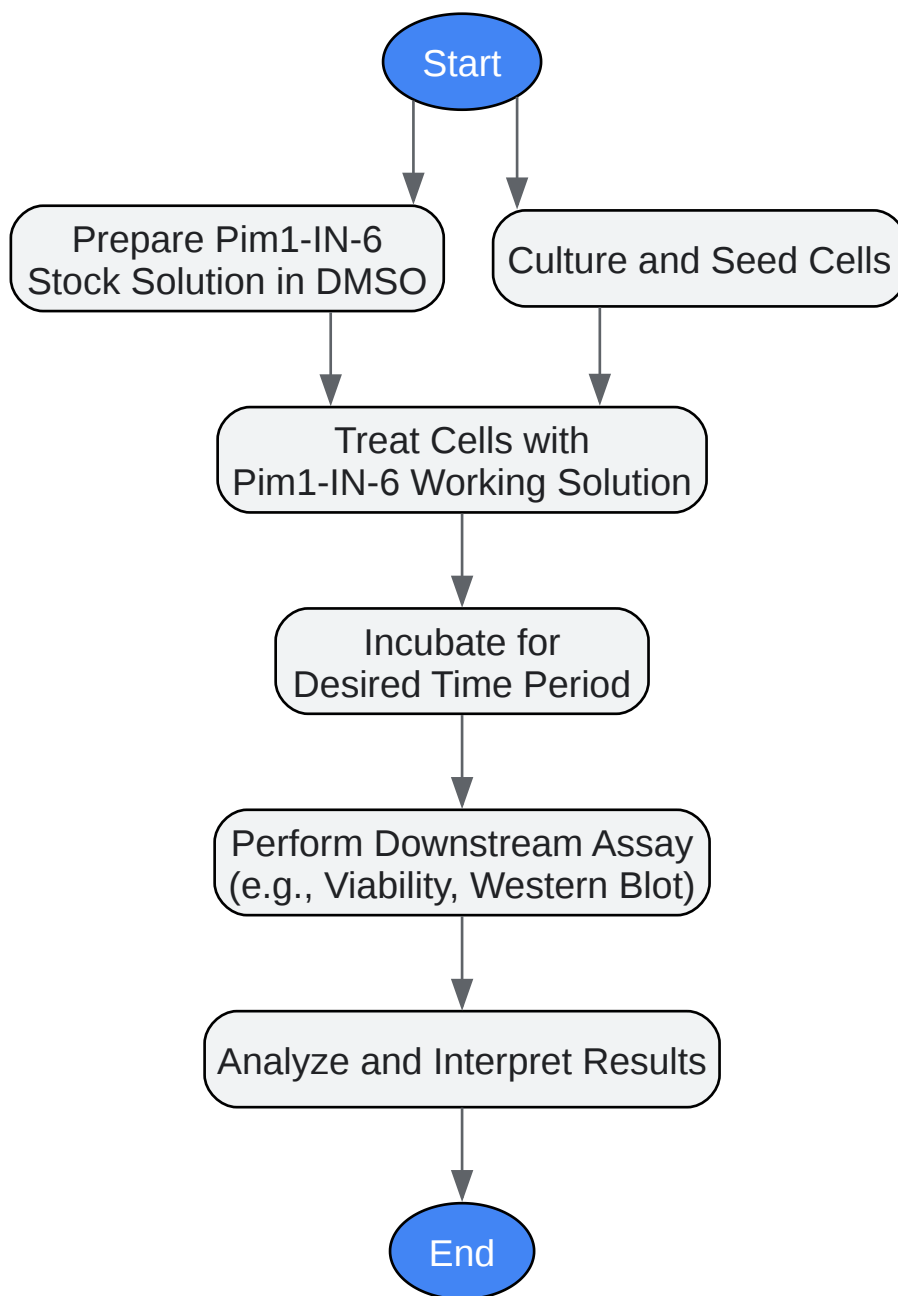 Start
Prepare Pim1-IN-6
Stock Solution in DMSO
Culture and Seed Cells
Treat Cells with
Pim1-IN-6 Working Solution
Incubate for
Desired Time Period
Perform Downstream Assay
(e.g., Viability, Western Blot)
Analyze and Interpret Results
End